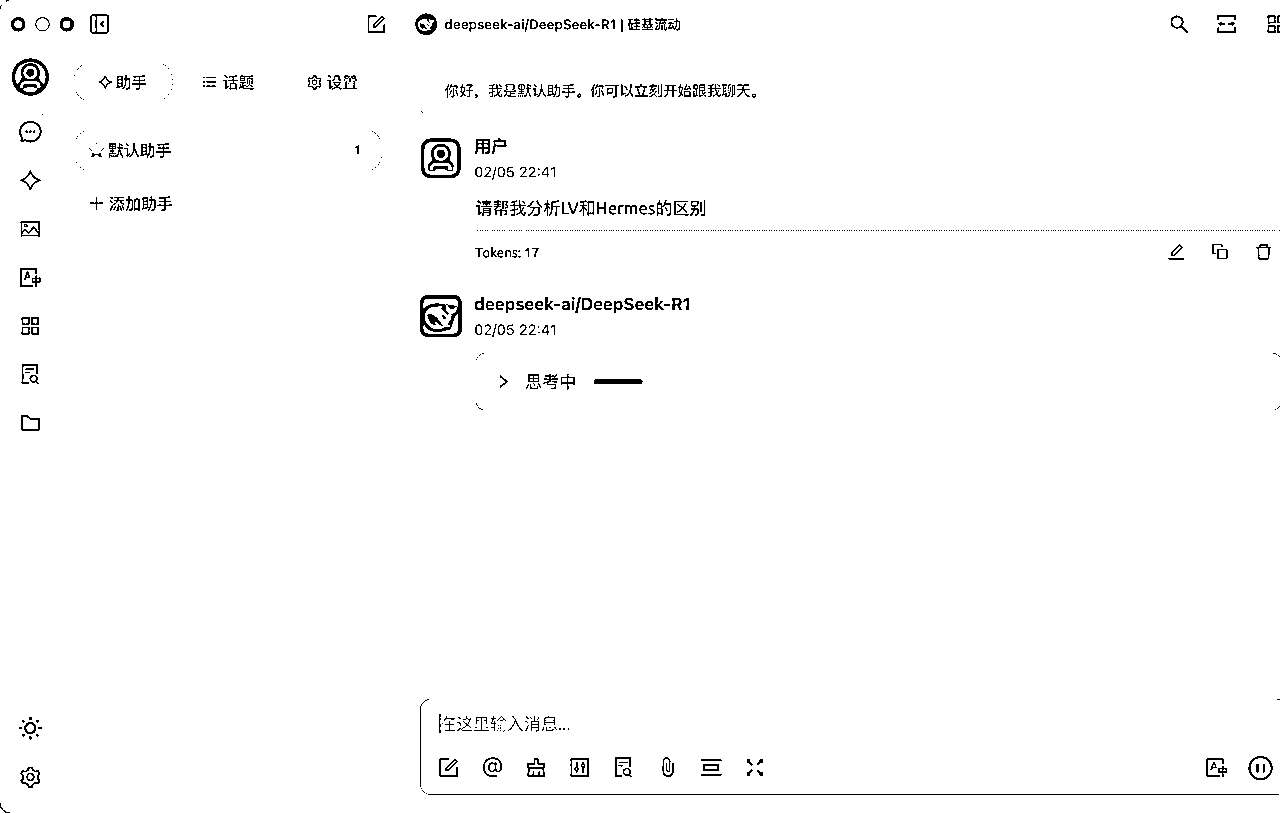 deepseek-ai/DeepSeek-R1 | 硅基流动
助手
话题
设置
默认助手
1
添加助手
你好，我是默认助手。你可以立刻开始跟我聊天。
用户
02/05 22:41
请帮我分析LV和Hermes的区别
Tokens: 17
deepseek-ai/DeepSeek-R1
02/05 22:41
思考中
在这里输入消息...